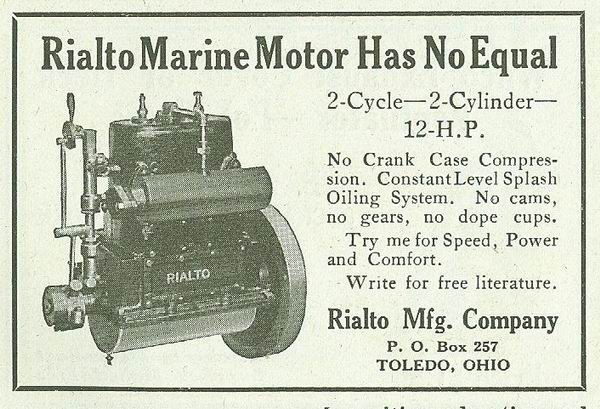 Rialto Marine Motor Has No Equal
2-Cycle—2-Cylinder—
12-H.P.
No Crank Case Compres-
sion. Constant Level Splash
Oiling System. No cams,
no gears, no dope cups.
Try me for Speed, Power
and Comfort.
Write for free literature.
RIALTO
Rialto Mfg. Company
P. O. Box 257
TOLEDO, OHIO